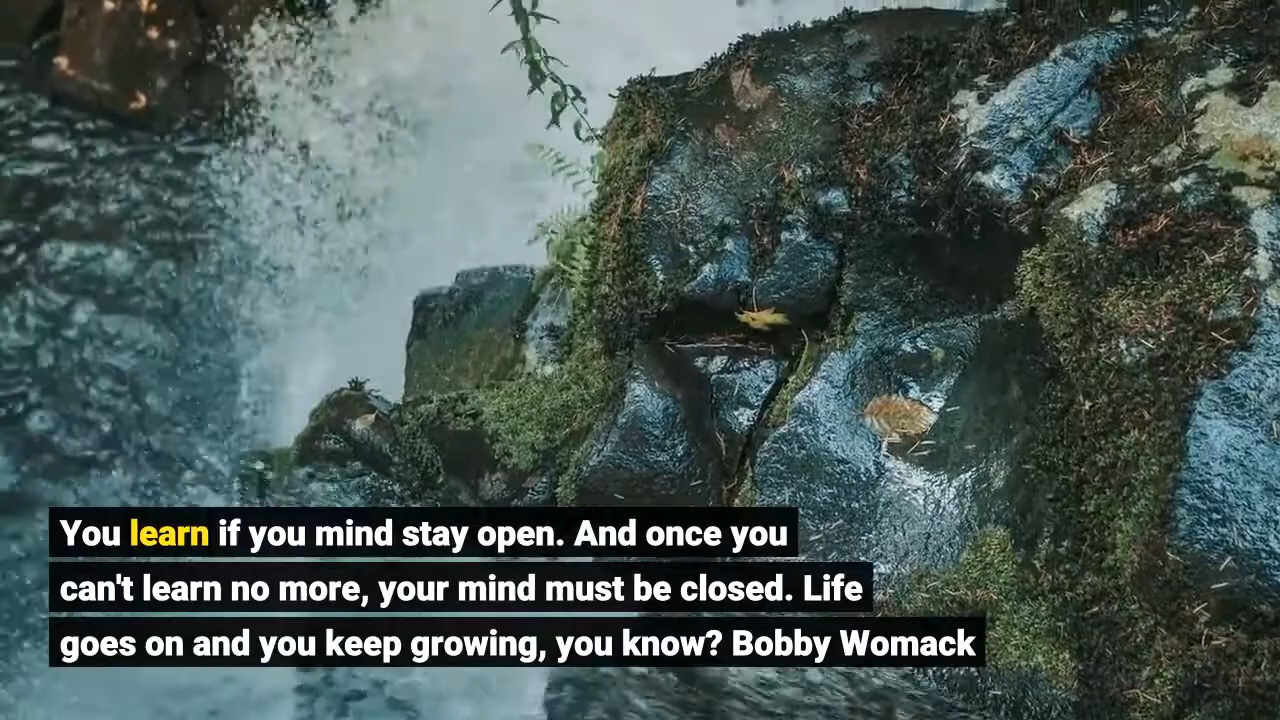 You learn if you mind stay open. And once you
can't learn no more, your mind must be closed. Life
goes on and you keep growing, you know? Bobby Womack